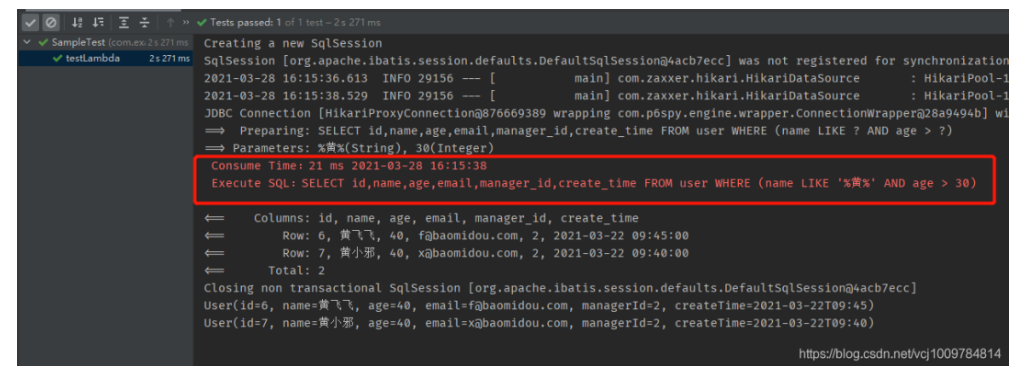 ✔ Tests passed: 1 of 1 test – 2 s 271 ms
SampleTest (com.ex 2 s 271 ms
testLambda 2 s 271 ms
Creating a new SqlSession
SqlSession [org.apache.ibatis.session.defaults.DefaultSqlSession@4acb7ecc] was not registered for synchronization
2021-03-28 16:15:36.613 INFO 29156 --- [ main] com.zaxxer.hikari.HikariDataSource : HikariPool-1
2021-03-28 16:15:38.529 INFO 29156 --- [ main] com.zaxxer.hikari.HikariDataSource : HikariPool-1
JDBC Connection [HikariProxyConnection@876669389 wrapping com.p6spy.engine.wrapper.ConnectionWrapper@28a9494b] wi
==> Preparing: SELECT id,name,age,email,manager_id,create_time FROM user WHERE (name LIKE ? AND age > ?)
==> Parameters: %黄%(String), 30(Integer)
Consume Time：21 ms 2021-03-28 16:15:38
Execute SQL：SELECT id,name,age,email,manager_id,create_time FROM user WHERE (name LIKE '%黄%' AND age > 30)
<== Columns: id, name, age, email, manager_id, create_time
<== Row: 6, 黄飞飞, 40, f@baomidou.com, 2, 2021-03-22 09:45:00
<== Row: 7, 黄小邪, 40, x@baomidou.com, 2, 2021-03-22 09:40:00
<== Total: 2
Closing non transactional SqlSession [org.apache.ibatis.session.defaults.DefaultSqlSession@4acb7ecc]
User(id=6, name=黄飞飞, age=40, email=f@baomidou.com, managerId=2, createTime=2021-03-22T09:45)
User(id=7, name=黄小邪, age=40, email=x@baomidou.com, managerId=2, createTime=2021-03-22T09:40)
https://blog.csdn.net/vcj1009784814